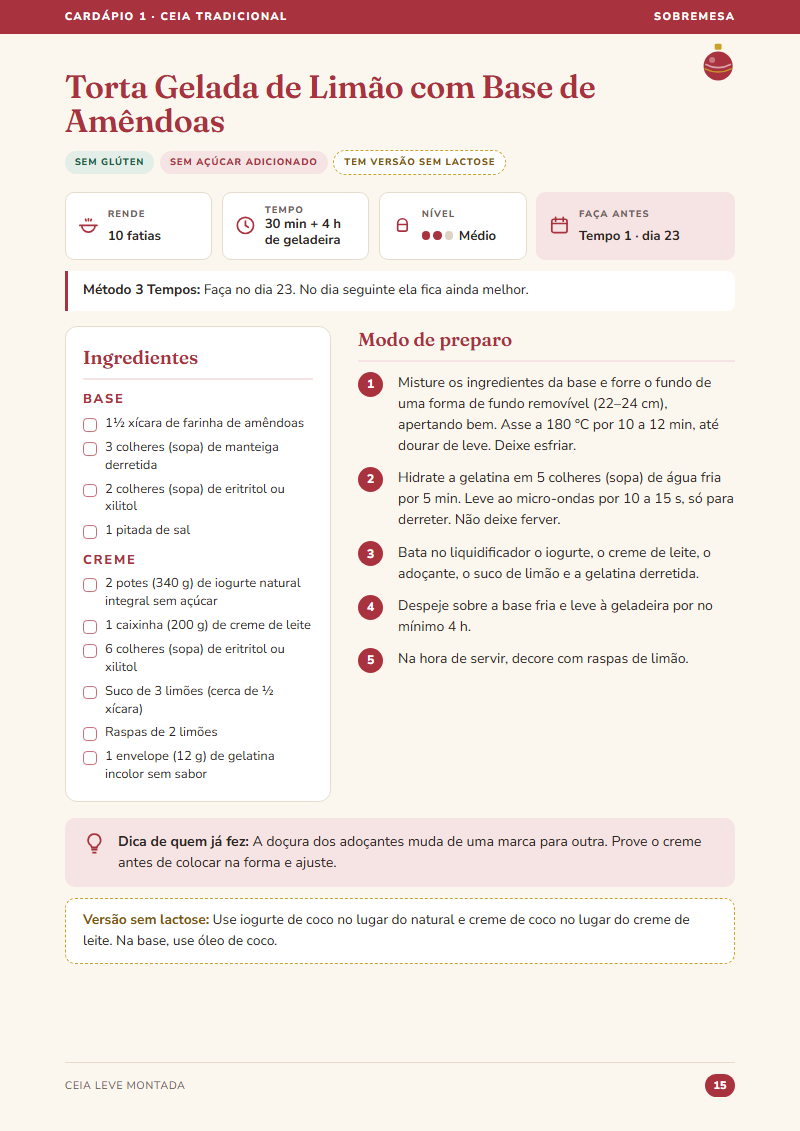 CARDÁPIO 1 · CEIA TRADICIONAL
SOBREMESA
Torta Gelada de Limão com Base de
Amêndoas
SEM GLÚTEN
SEM AÇÚCAR ADICIONADO
TEM VERSÃO SEM LACTOSE
RENDE
10 fatias
TEMPO
30 min + 4 h
de geladeira
NÍVEL
Médio
FAÇA ANTES
Tempo 1 · dia 23
Método 3 Tempos: Faça no dia 23. No dia seguinte ela fica ainda melhor.
Ingredientes
BASE
1½ xícara de farinha de amêndoas
3 colheres (sopa) de manteiga
derretida
2 colheres (sopa) de eritritol ou
xilitol
1 pitada de sal
CREME
2 potes (340 g) de iogurte natural
integral sem açúcar
1 caixinha (200 g) de creme de leite
6 colheres (sopa) de eritritol ou
xilitol
Suco de 3 limões (cerca de ½
xícara)
Raspas de 2 limões
1 envelope (12 g) de gelatina
incolor sem sabor
Modo de preparo
1 Misture os ingredientes da base e forre o fundo de
uma forma de fundo removível (22–24 cm),
apertando bem. Asse a 180 °C por 10 a 12 min, até
dourar de leve. Deixe esfriar.
2 Hidrate a gelatina em 5 colheres (sopa) de água fria
por 5 min. Leve ao micro-ondas por 10 a 15 s, só para
derreter. Não deixe ferver.
3 Bata no liquidificador o iogurte, o creme de leite, o
adoçante, o suco de limão e a gelatina derretida.
4 Despeje sobre a base fria e leve à geladeira por no
mínimo 4 h.
5 Na hora de servir, decore com raspas de limão.
Dica de quem já fez: A doçura dos adoçantes muda de uma marca para outra. Prove o creme
antes de colocar na forma e ajuste.
Versão sem lactose: Use iogurte de coco no lugar do natural e creme de coco no lugar do creme de
leite. Na base, use óleo de coco.
CEIA LEVE MONTADA
15